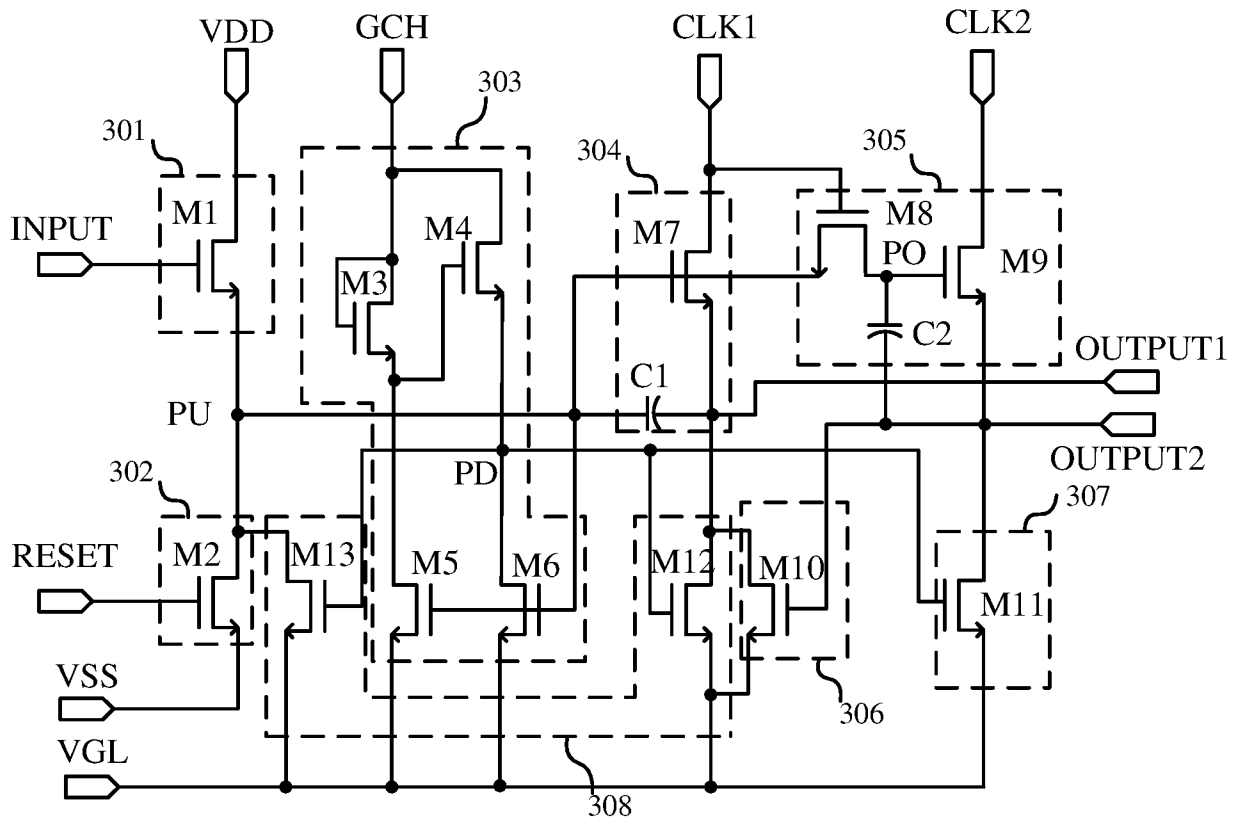 VDD
GCH
CLK1
CLK2
303
301
304
305
INPUT
M1
M4
M7
M8
PO
M9
M3
C2
C1
OUTPUT1
PU
OUTPUT2
PD
302
307
RESET
M2
M13
M5
M6
M12
M10
M11
VSS
306
VGL
308